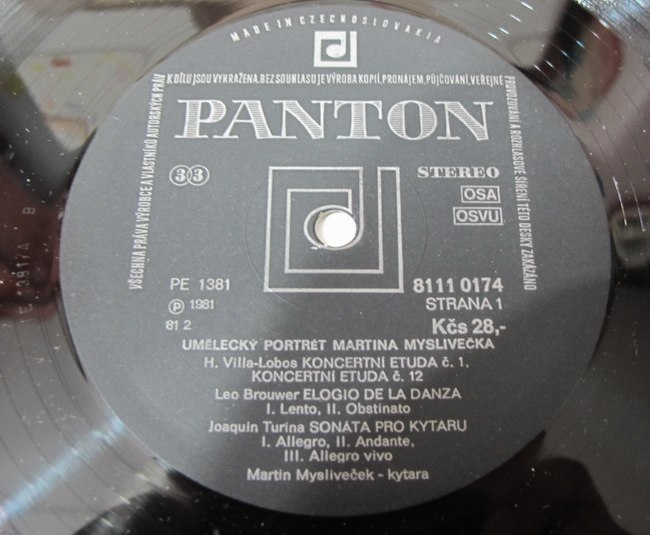 MADE IN CZECHOSLOVAKIA
VŠECHNA PRÁVA VÝROBCE A VLASTNÍKŮ AUTORSKÝCH PRÁV
K DÍLU JSOU VYHRAŽENA. BEZ SOUHLASU JE VÝROBA KOPIÍ, PRONÁJEM, PŮJČOVÁNÍ, VEŘEJNÉ
PROVOZOVÁNÍ A ROZHLASOVÉ ŠÍŘENÍ TÉTO DESKY ZAKÁZÁNO
PANTON
33
STEREO
OSA
OSVU
PE 1381
8111 0174
Ⓟ 1981
STRANA 1
81 2
Kčs 28,-
UMĚLECKÝ PORTRÉT MARTINA MYSLIVEČKA
H. Villa-Lobos KONCERTNÍ ETUDA č. 1,
KONCERTNÍ ETUDA č. 12
Leo Brouwer ELOGIO DE LA DANZA
I. Lento, II. Obstinato
Joaquin Turina SONATA PRO KYTARU
I. Allegro, II. Andante,
III. Allegro vivo
Martin Mysliveček - kytara